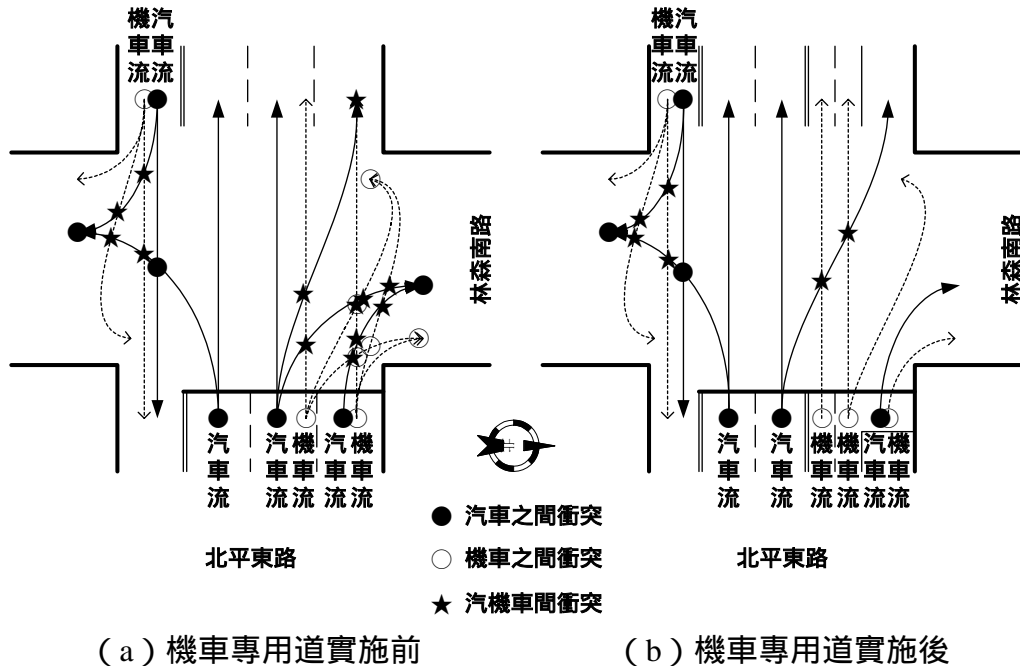 機車流
汽車流
機車流
汽車流
林森南路
林森南路
汽車流
汽車流
機車流
汽車流
機車流
汽車流
汽車流
機車流
機車流
汽車流
機車流
北
汽車之間衝突
機車之間衝突
汽機車間衝突
北平東路
北平東路
（a）機車專用道實施前
（b）機車專用道實施後